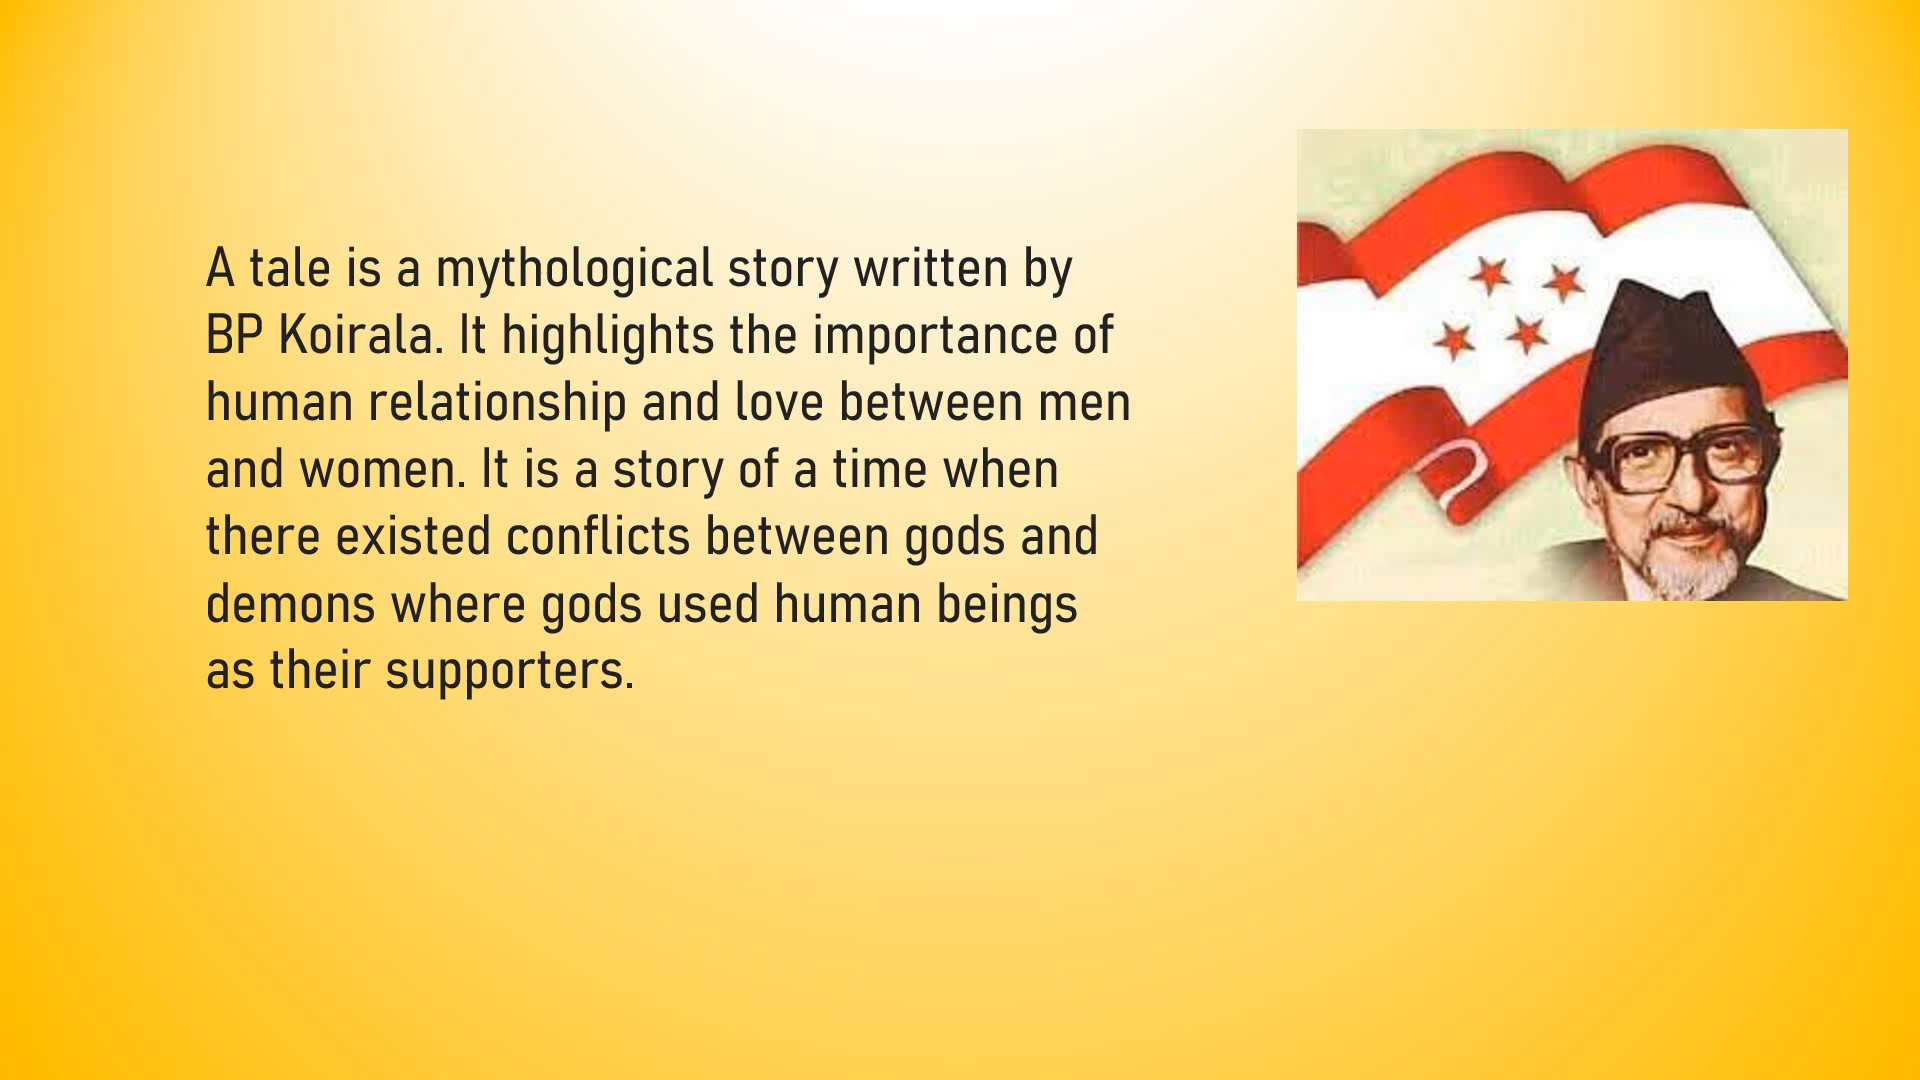 A tale is a mythological story written by
BP Koirala. It highlights the importance of
human relationship and love between men
and women. It is a story of a time when
there existed conflicts between gods and
demons where gods used human beings
as their supporters.